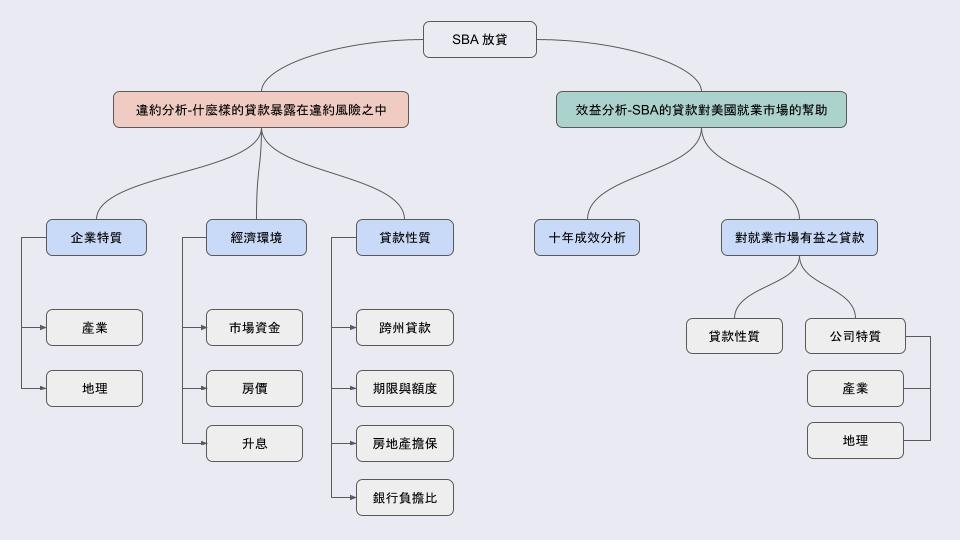 SBA 放貸
違約分析-什麼樣的貸款暴露在違約風險之中
效益分析-SBA的貸款對美國就業市場的幫助
企業特質
經濟環境
貸款性質
十年成效分析
對就業市場有益之貸款
產業
市場資金
跨州貸款
貸款性質
公司特質
地理
房價
期限與額度
產業
升息
房地產擔保
地理
銀行負擔比